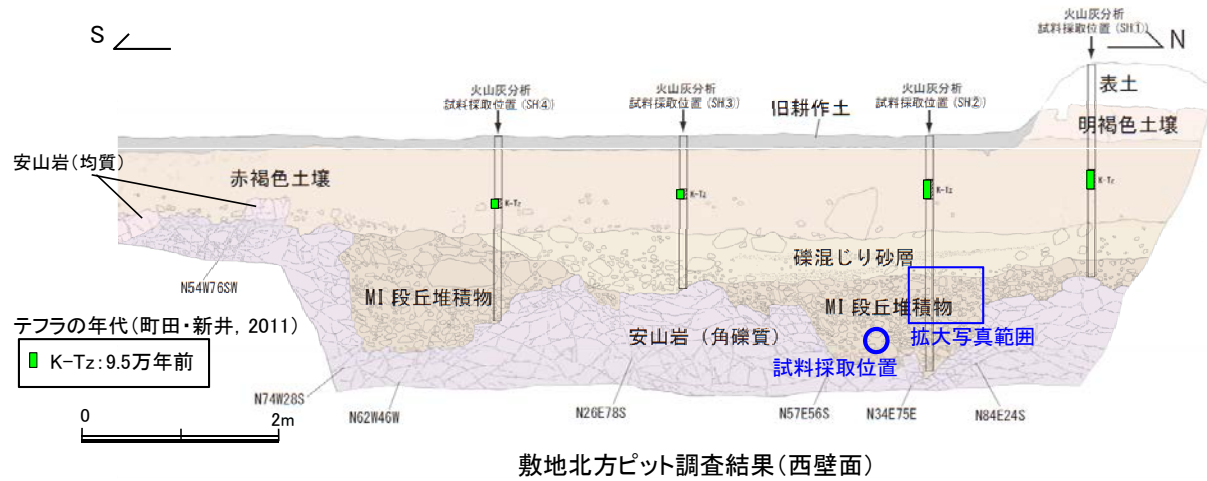 火山灰分析
試料採取位置(SH①)
S
N
火山灰分析
試料採取位置(SH④)
火山灰分析
試料採取位置(SH③)
火山灰分析
試料採取位置(SH②)
表土
旧耕作土
明褐色土壌
安山岩(均質)
赤褐色土壌
K-Tz
K-Tz
K-Tz
K-Tz
礫混じり砂層
N54W76SW
MⅠ段丘堆積物
MⅠ段丘堆積物
テフラの年代(町田・新井, 2011)
安山岩(角礫質)
拡大写真範囲
K-Tz:9.5万年前
試料採取位置
N74W28S
N62W46W
N26E78S
N57E56S
N34E75E
N84E24S
0
2m
敷地北方ピット調査結果(西壁面)